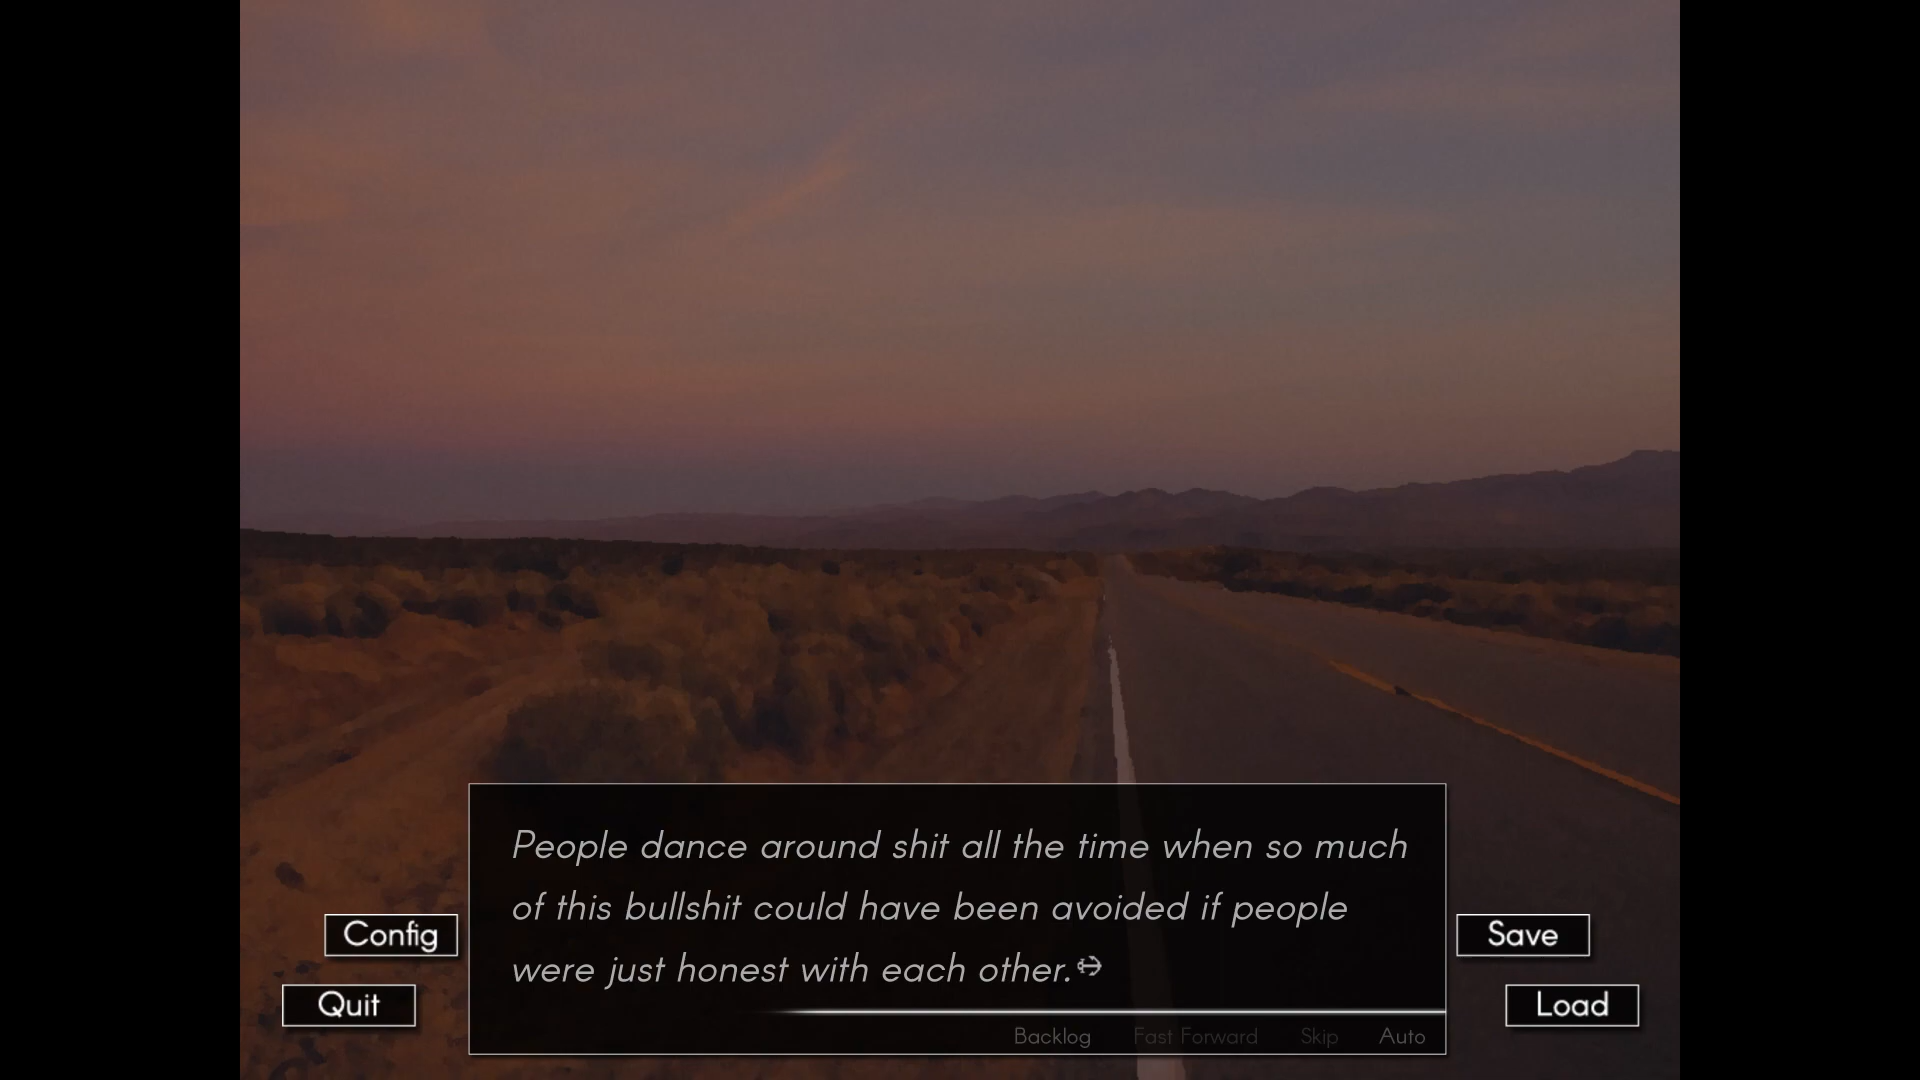 People dance around shit all the time when so much
of this bullshit could have been avoided if people
were just honest with each other.
Config
Quit
Save
Load
Backlog Fast Forward Skip Auto